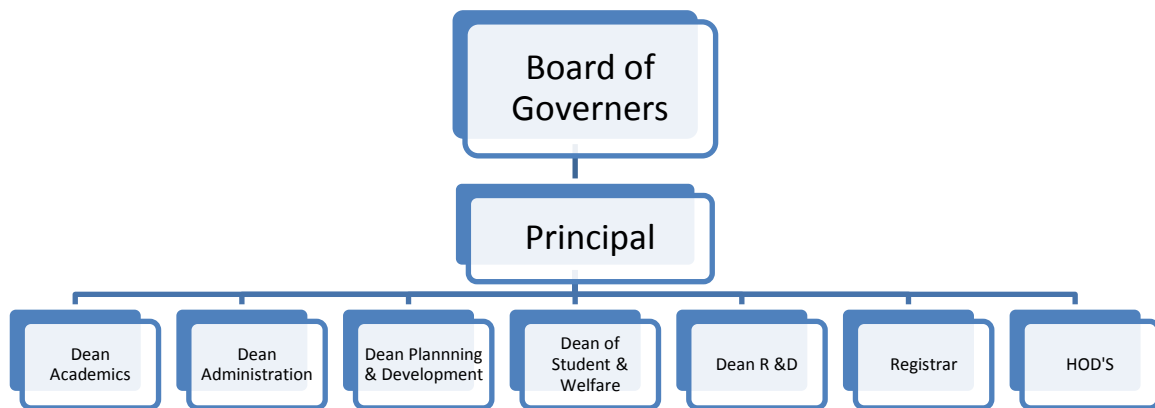 Board of
Governers
Principal
Dean
Academics
Dean
Administration
Dean Plannning
& Development
Dean of
Student &
Welfare
Dean R &D
Registrar
HOD'S